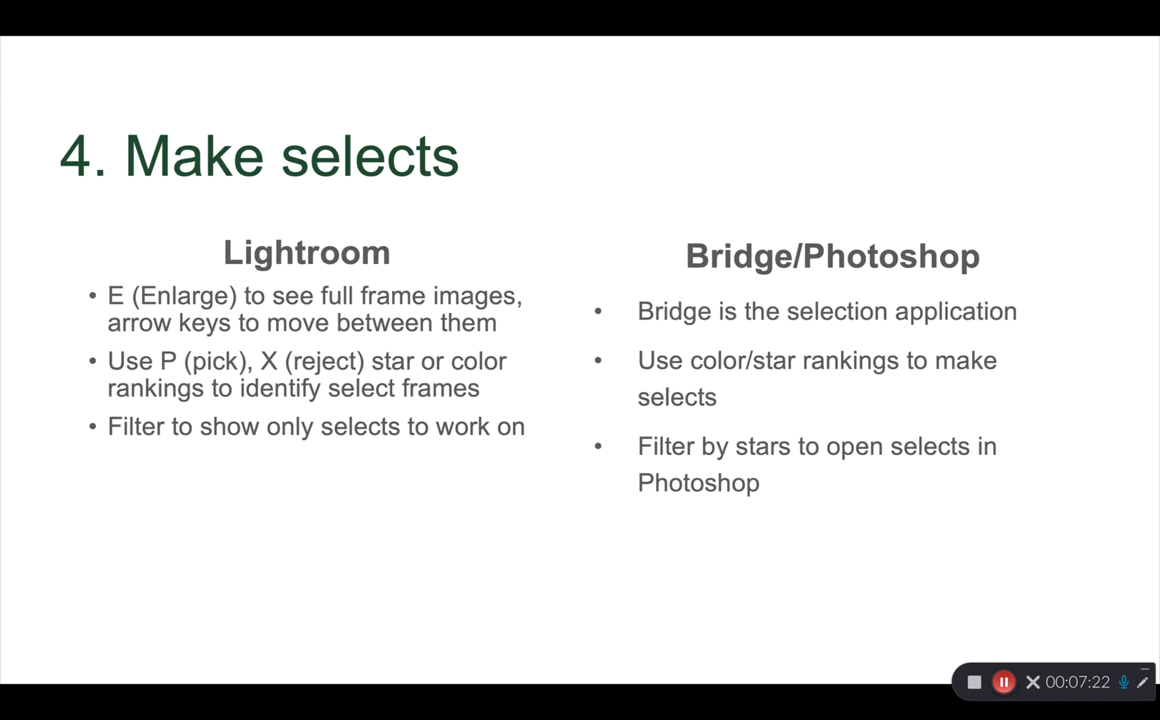 4. Make selects
Lightroom
• E (Enlarge) to see full frame images,
arrow keys to move between them
• Use P (pick), X (reject) star or color
rankings to identify select frames
• Filter to show only selects to work on
Bridge/Photoshop
• Bridge is the selection application
• Use color/star rankings to make
selects
• Filter by stars to open selects in
Photoshop
00:07:22